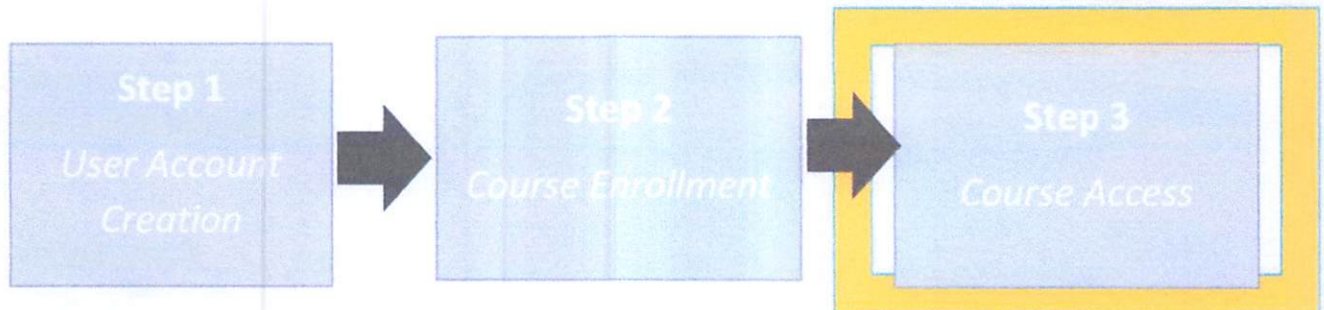 Step 1
User Account
Creation
Step 2
Course Enrollment
Step 3
Course Access